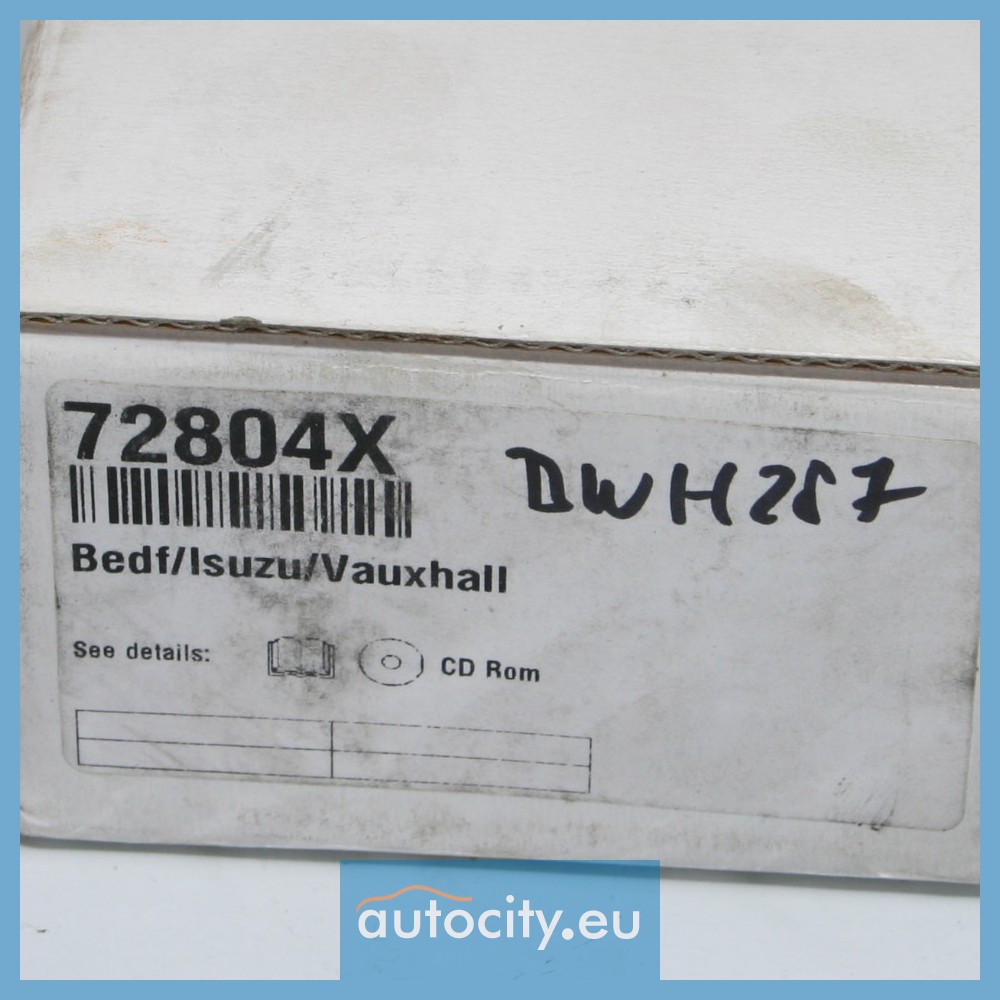 72804X
DWH287
Bedf/Isuzu/Vauxhall
See details: CD Rom
autocity.eu